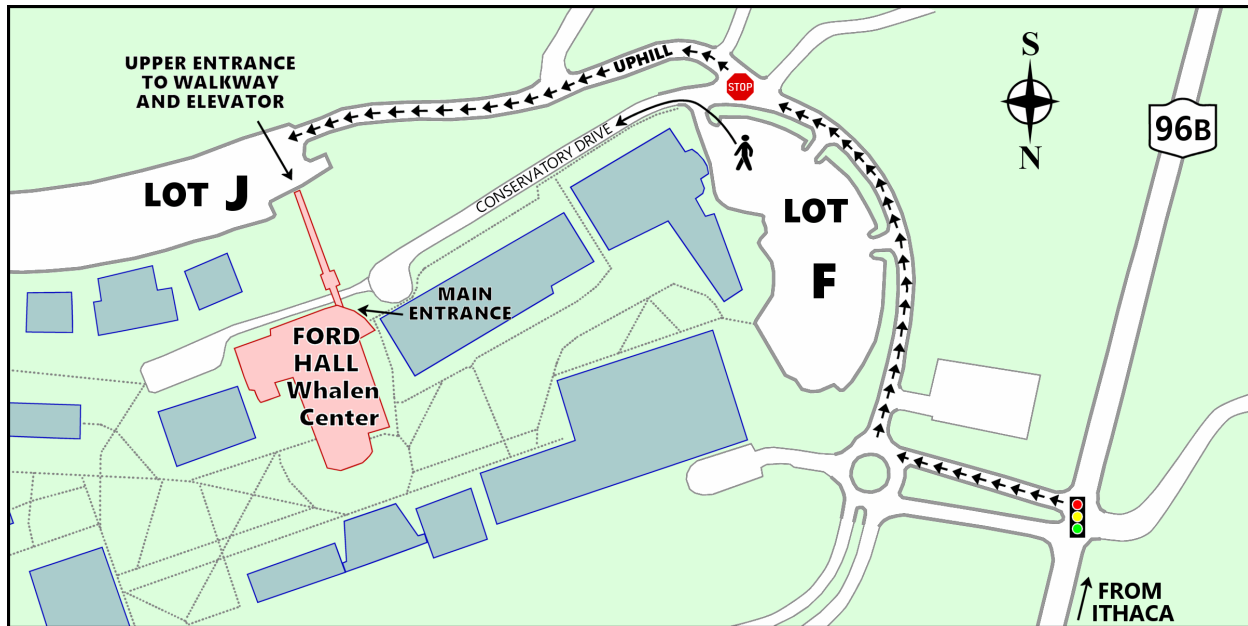 UPPER ENTRANCE
TO WALKWAY
AND ELEVATOR
UPHILL
STOP
S
N
96B
CONSERVATORY DRIVE
LOT J
LOT
F
MAIN
ENTRANCE
FORD
HALL
Whalen
Center
FROM
ITHACA